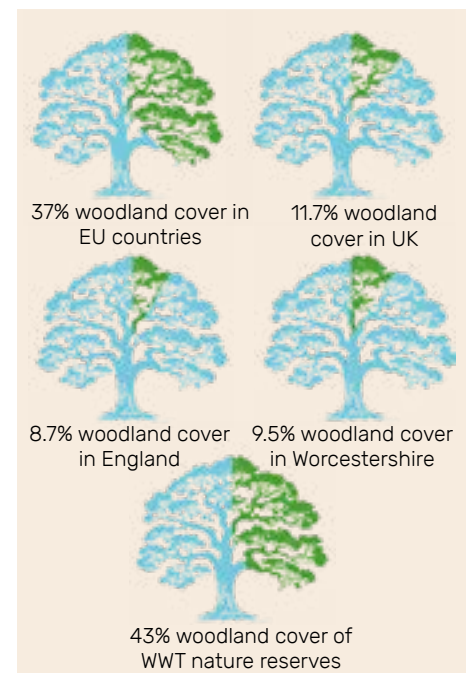 37% woodland cover in
EU countries
11.7% woodland
cover in UK
8.7% woodland cover
in England
9.5% woodland cover
in Worcestershire
43% woodland cover of
WWT nature reserves